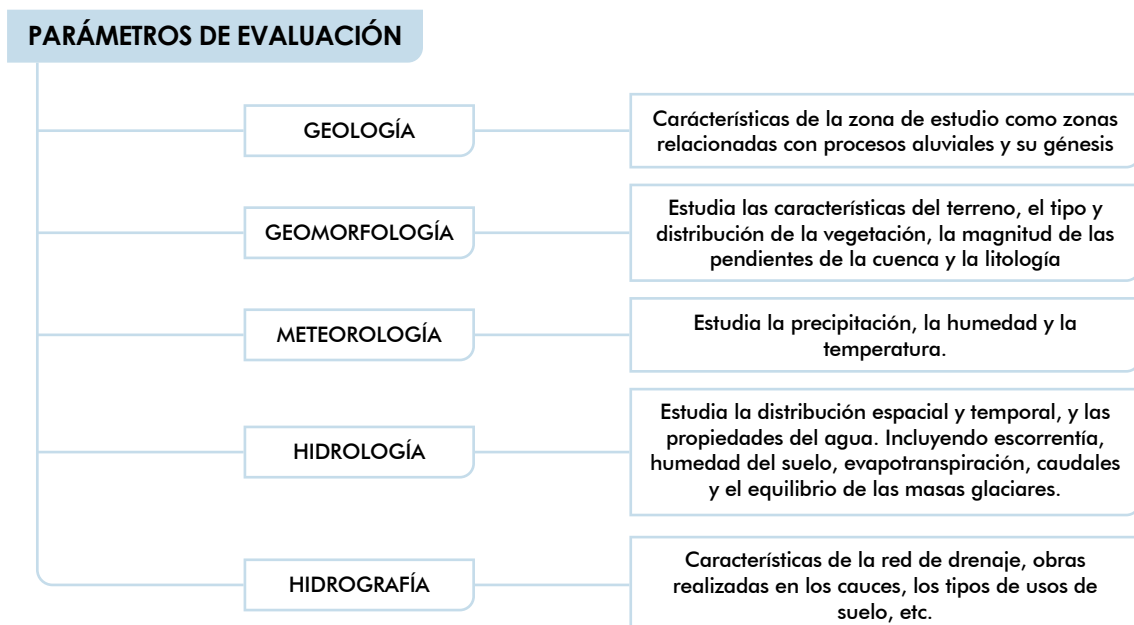 PARÁMETROS DE EVALUACIÓN
GEOLOGÍA
Carácterísticas de la zona de estudio como zonas
relacionadas con procesos aluviales y su génesis
GEOMORFOLOGÍA
Estudia las características del terreno, el tipo y
distribución de la vegetación, la magnitud de las
pendientes de la cuenca y la litología
METEOROLOGÍA
Estudia la precipitación, la humedad y la
temperatura.
HIDROLOGÍA
Estudia la distribución espacial y temporal, y las
propiedades del agua. Incluyendo escorrentía,
humedad del suelo, evapotranspiración, caudales
y el equilibrio de las masas glaciares.
HIDROGRAFÍA
Características de la red de drenaje, obras
realizadas en los cauces, los tipos de usos de
suelo, etc.